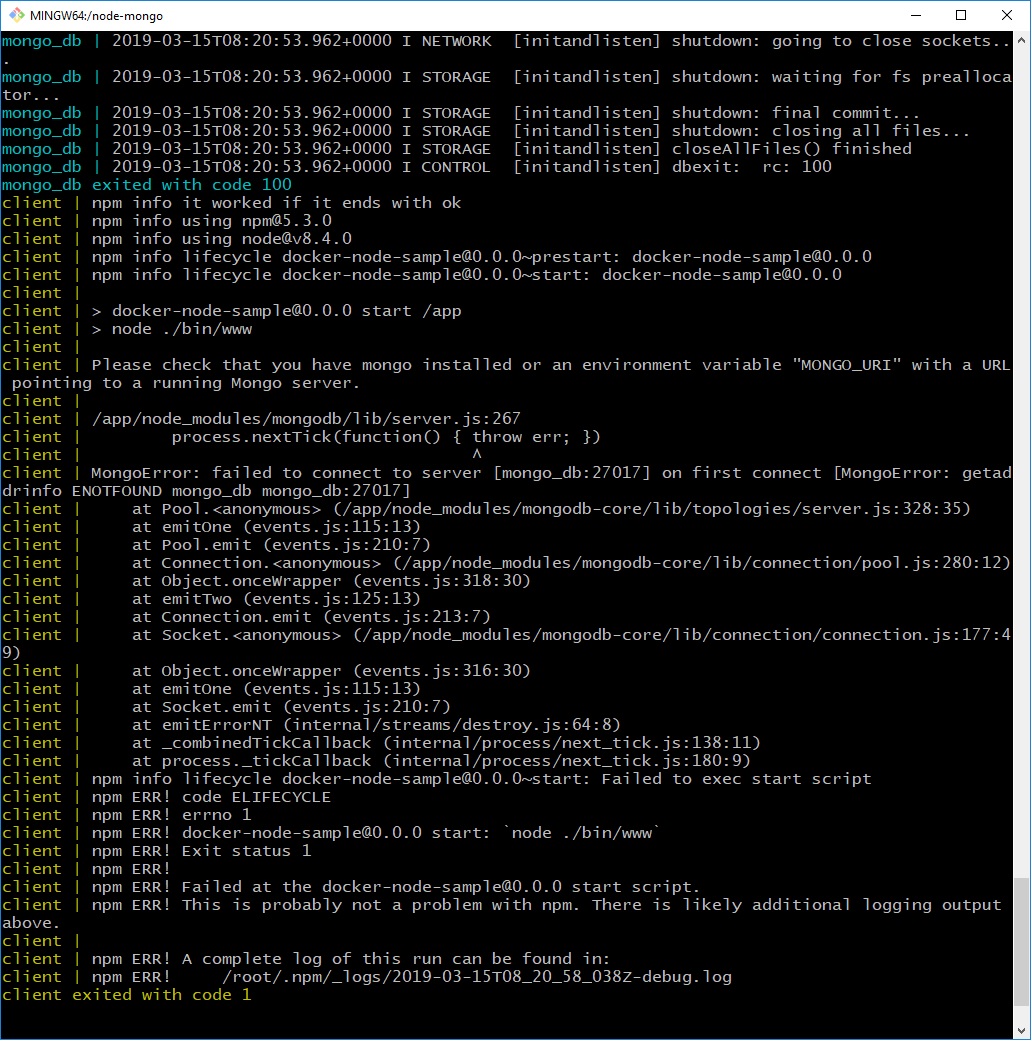 MINGW64:/node-mongo
mongo_db | 2019-03-15T08:20:53.962+0000 I NETWORK  [initandlisten] shutdown: going to close sockets..
.
mongo_db | 2019-03-15T08:20:53.962+0000 I STORAGE  [initandlisten] shutdown: waiting for fs prealloca
tor...
mongo_db | 2019-03-15T08:20:53.962+0000 I STORAGE  [initandlisten] shutdown: final commit...
mongo_db | 2019-03-15T08:20:53.962+0000 I STORAGE  [initandlisten] shutdown: closing all files...
mongo_db | 2019-03-15T08:20:53.962+0000 I STORAGE  [initandlisten] closeAllFiles() finished
mongo_db | 2019-03-15T08:20:53.962+0000 I CONTROL  [initandlisten] dbexit:  rc: 100
mongo_db exited with code 100
client | npm info it worked if it ends with ok
client | npm info using npm@5.3.0
client | npm info using node@v8.4.0
client | npm info lifecycle docker-node-sample@0.0.0~prestart: docker-node-sample@0.0.0
client | npm info lifecycle docker-node-sample@0.0.0~start: docker-node-sample@0.0.0
client |
client | > docker-node-sample@0.0.0 start /app
client | > node ./bin/www
client |
client | Please check that you have mongo installed or an environment variable "MONGO_URI" with a URL
 pointing to a running Mongo server.
client |
client | /app/node_modules/mongodb/lib/server.js:267
client |         process.nextTick(function() { throw err; })
client |                                       ^
client | MongoError: failed to connect to server [mongo_db:27017] on first connect [MongoError: getad
drinfo ENOTFOUND mongo_db mongo_db:27017]
client |     at Pool.<anonymous> (/app/node_modules/mongodb-core/lib/topologies/server.js:328:35)
client |     at emitOne (events.js:115:13)
client |     at Pool.emit (events.js:210:7)
client |     at Connection.<anonymous> (/app/node_modules/mongodb-core/lib/connection/pool.js:280:12)
client |     at Object.onceWrapper (events.js:318:30)
client |     at emitTwo (events.js:125:13)
client |     at Connection.emit (events.js:213:7)
client |     at Socket.<anonymous> (/app/node_modules/mongodb-core/lib/connection/connection.js:177:4
9)
client |     at Object.onceWrapper (events.js:316:30)
client |     at emitOne (events.js:115:13)
client |     at Socket.emit (events.js:210:7)
client |     at emitErrorNT (internal/streams/destroy.js:64:8)
client |     at _combinedTickCallback (internal/process/next_tick.js:138:11)
client |     at process._tickCallback (internal/process/next_tick.js:180:9)
client | npm info lifecycle docker-node-sample@0.0.0~start: Failed to exec start script
client | npm ERR! code ELIFECYCLE
client | npm ERR! errno 1
client | npm ERR! docker-node-sample@0.0.0 start: `node ./bin/www`
client | npm ERR! Exit status 1
client | npm ERR!
client | npm ERR! Failed at the docker-node-sample@0.0.0 start script.
client | npm ERR! This is probably not a problem with npm. There is likely additional logging output
above.
client |
client | npm ERR! A complete log of this run can be found in:
client | npm ERR!     /root/.npm/_logs/2019-03-15T08_20_58_038Z-debug.log
client exited with code 1